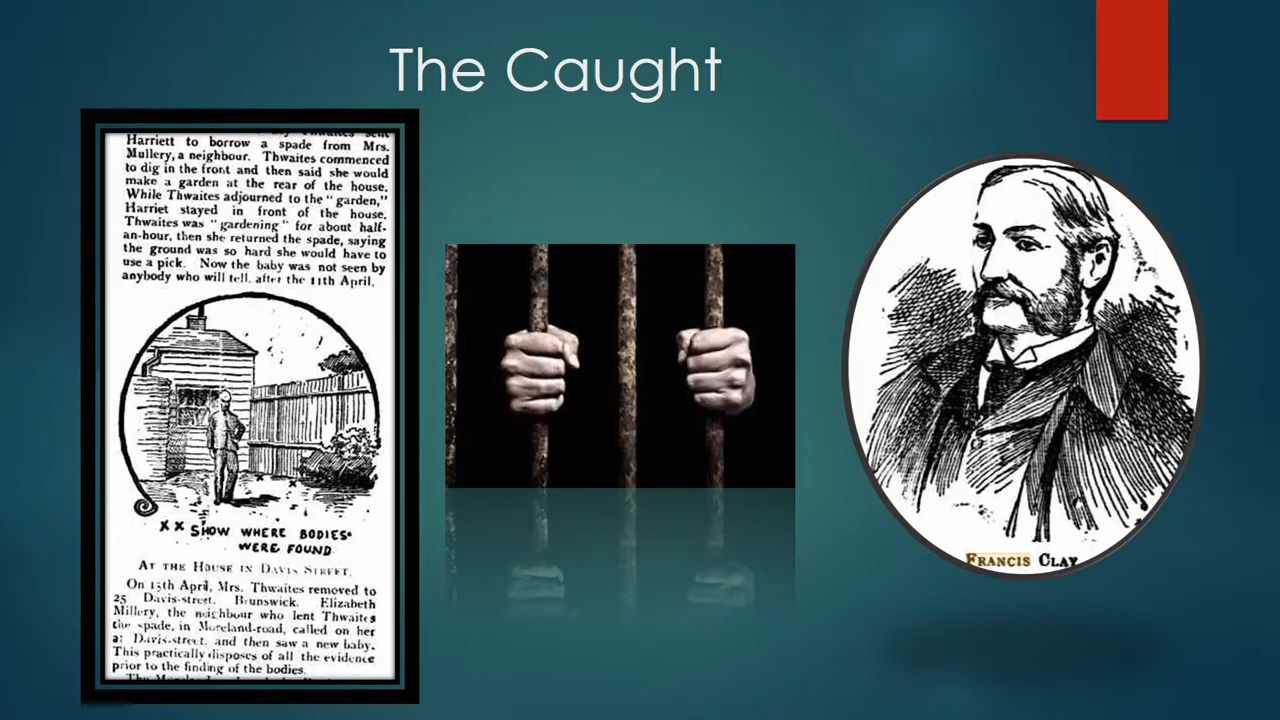 The Caught
Thwaites sent
Harriett to borrow a spade from Mrs.
Mullery, a neighbour. Thwaites commenced
to dig in the front and then said she would
make a garden at the rear of the house.
While Thwaites adjourned to the "garden,"
Harriet stayed in front of the house.
Thwaites was "gardening" for about half-
an-hour, then she returned the spade, saying
the ground was so hard she would have to
use a pick. Now the baby was not seen by
anybody who will tell, after the 11th April.
X X SHOW WHERE BODIES
WERE FOUND
AT THE HOUSE IN DAVIS STREET.
On 15th April, Mrs. Thwaites removed to
25 Davis-street, Brunswick. Elizabeth
Millery, the neighbour who lent Thwaites
the spade, in Moreland-road, called on her
at Davis-street, and then saw a new baby.
This practically disposes of all the evidence
prior to the finding of the bodies.
FRANCIS CLAY